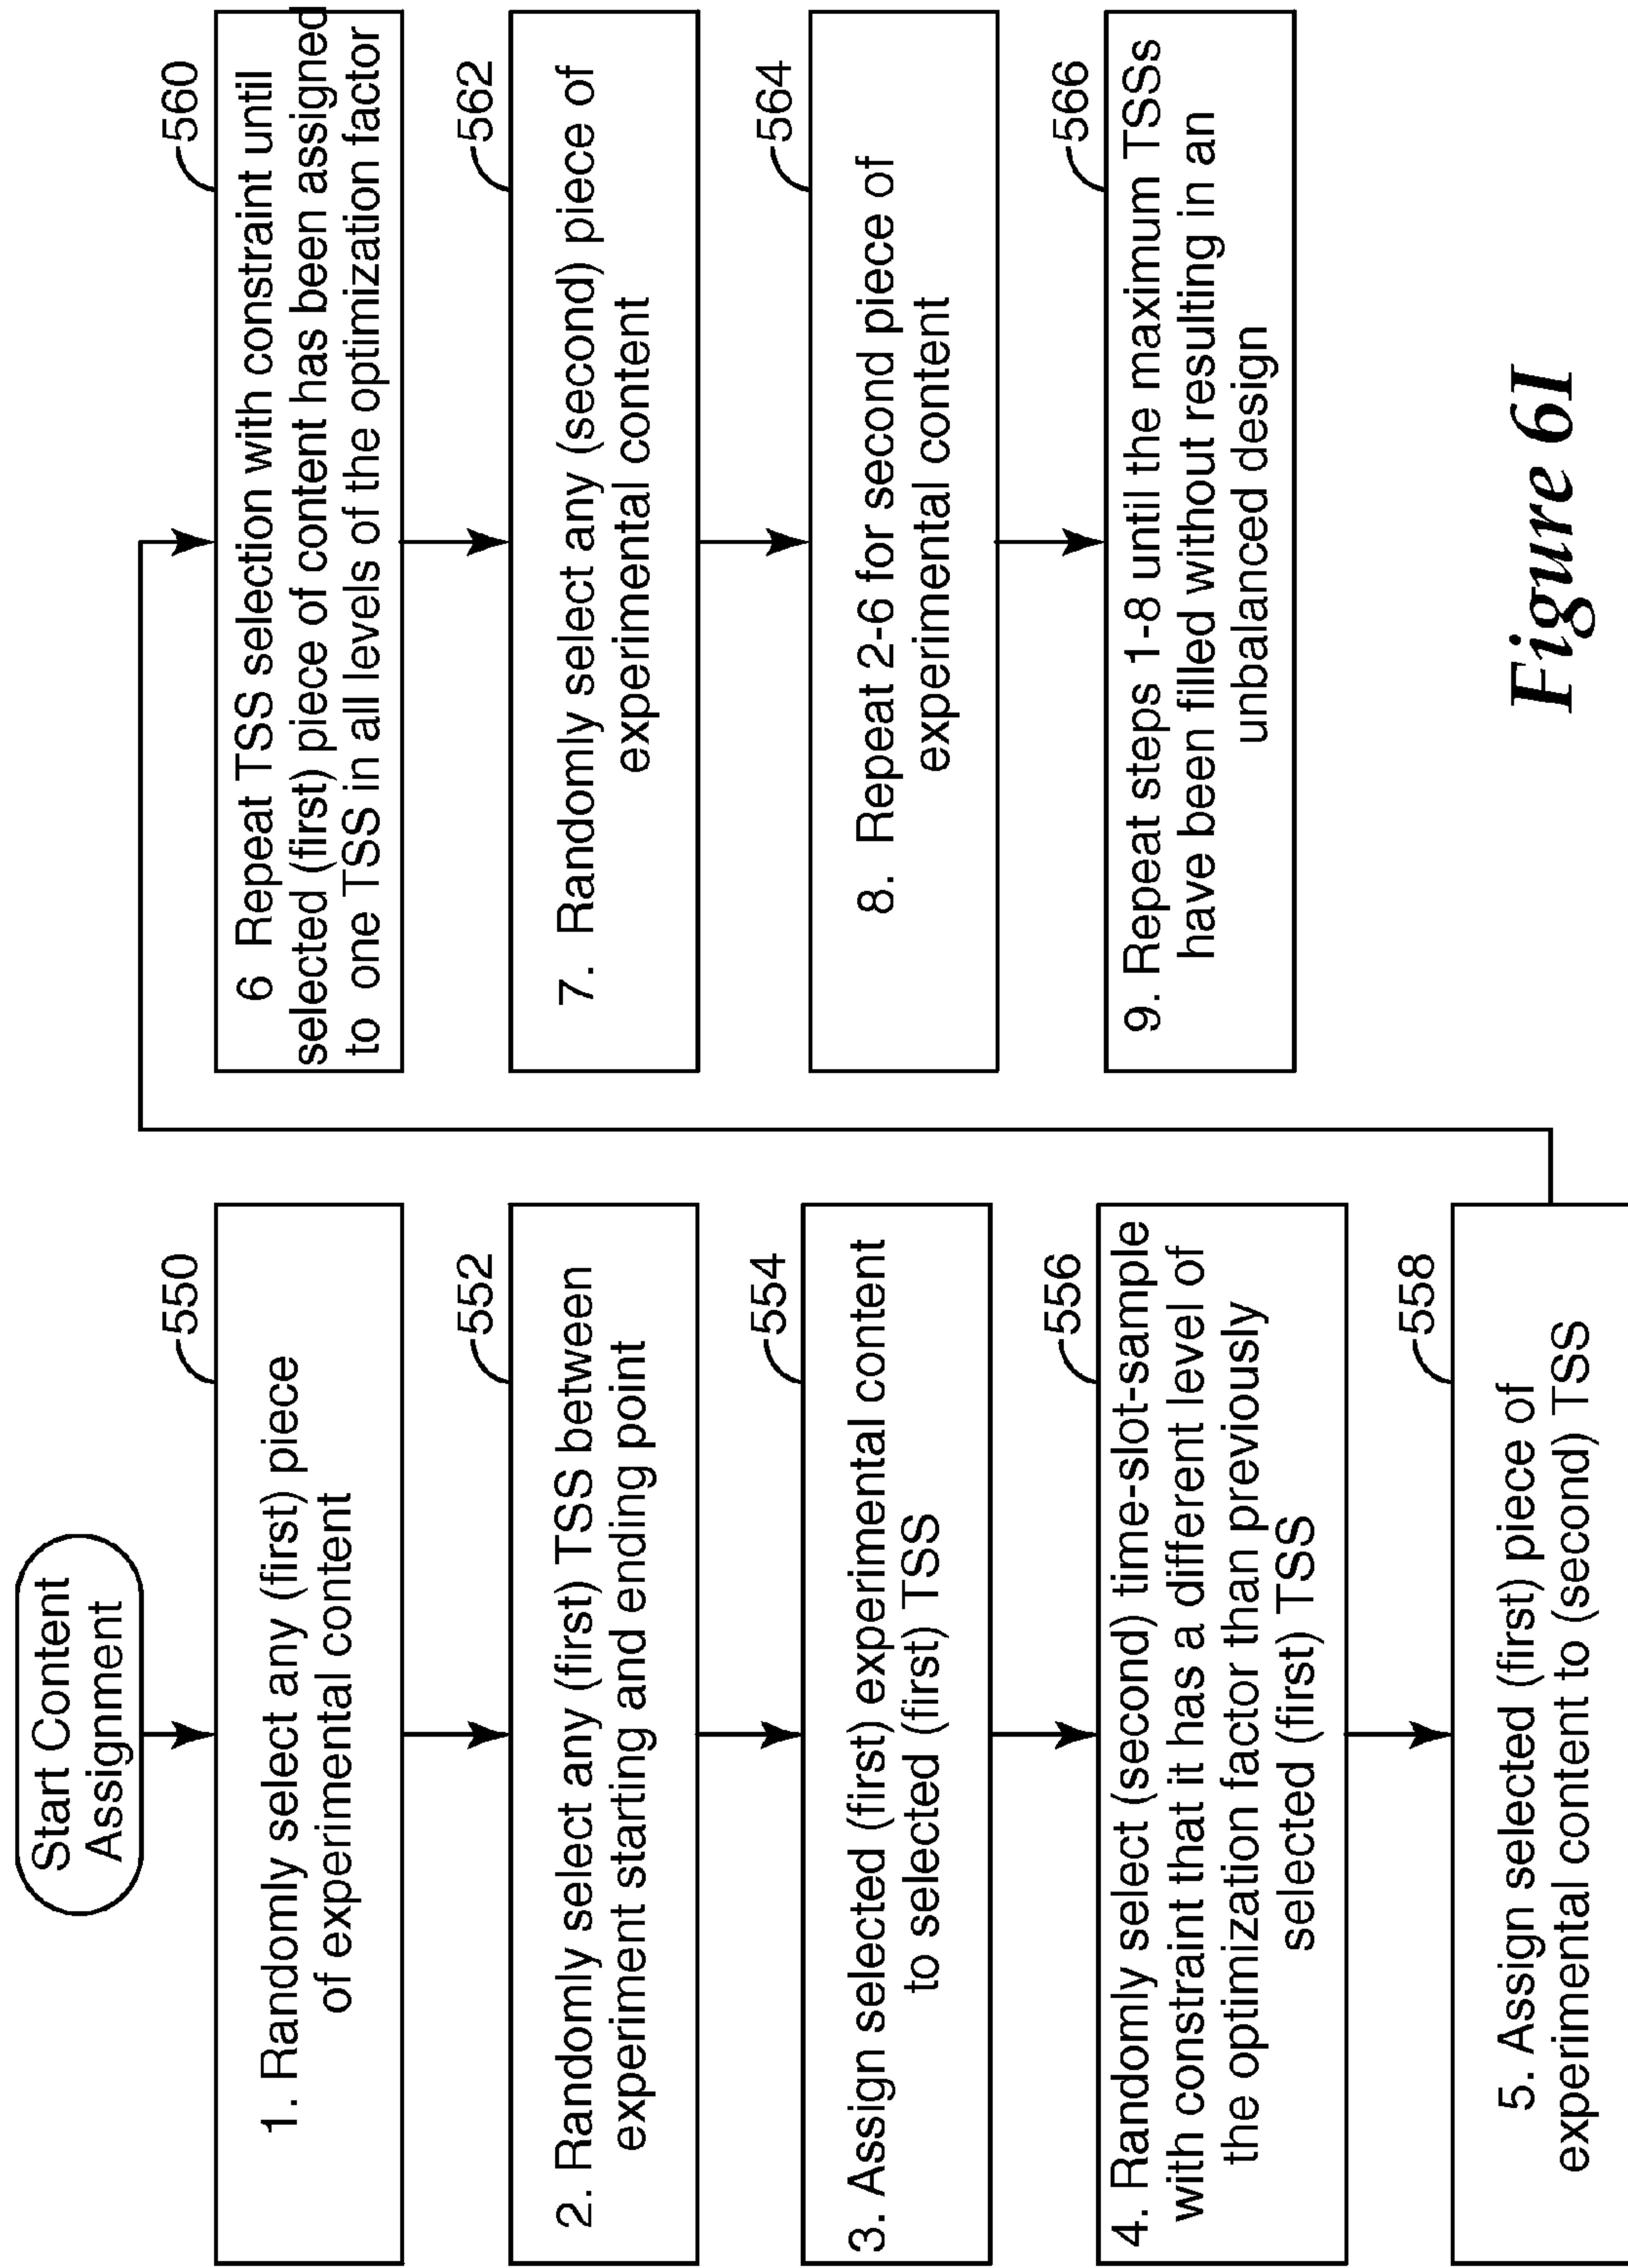 Start Content
Assignment
550
1. Randomly select any (first) piece
of experimental content
552
2. Randomly select any (first) TSS between
experiment starting and ending point
554
3. Assign selected (first) experimental content
to selected (first) TSS
556
4. Randomly select (second) time-slot-sample
with constraint that it has a different level of
the optimization factor than previously
selected (first) TSS
558
5. Assign selected (first) piece of
experimental content to (second) TSS
560
6 Repeat TSS selection with constraint until
selected (first) piece of content has been assigned
to one TSS in all levels of the optimization factor
562
7. Randomly select any (second) piece of
experimental content
564
8. Repeat 2-6 for second piece of
experimental content
566
9. Repeat steps 1-8 until the maximum TSSs
have been filled without resulting in an
unbalanced design
Figure 6I